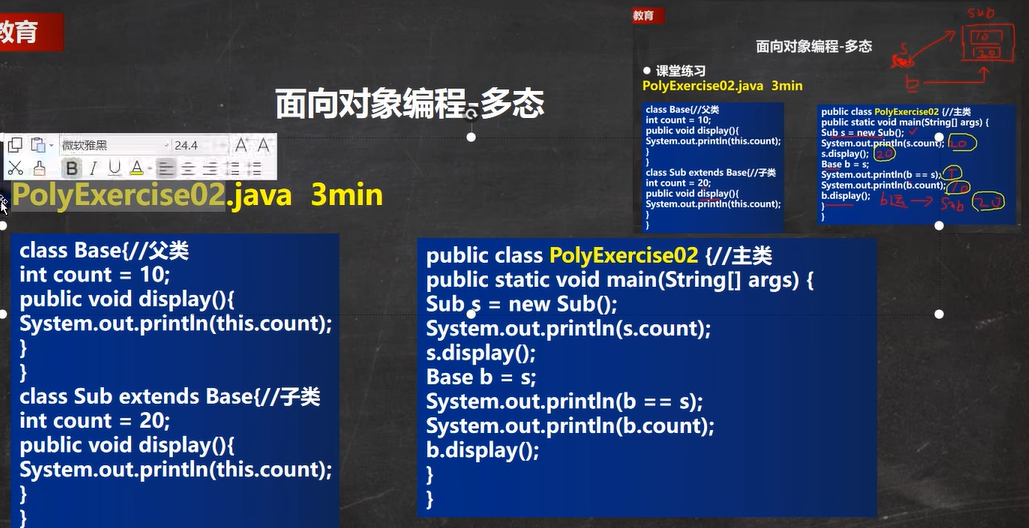 教育
面向对象编程-多态
微软雅黑 24.4
PolyExercise02.java 3min
class Base{//父类
int count = 10;
public void display(){
System.out.println(this.count);
}
}
class Sub extends Base{//子类
int count = 20;
public void display(){
System.out.println(this.count);
}
}
public class PolyExercise02 {//主类
public static void main(String[] args) {
Sub s = new Sub();
System.out.println(s.count);
s.display();
Base b = s;
System.out.println(b == s);
System.out.println(b.count);
b.display();
}
}
教育
面向对象编程-多态
课堂练习
PolyExercise02.java 3min
class Base{//父类
int count = 10;
public void display(){
System.out.println(this.count);
}
}
class Sub extends Base{//子类
int count = 20;
public void display(){
System.out.println(this.count);
}
}
public class PolyExercise02 {//主类
public static void main(String[] args) {
Sub s = new Sub();
System.out.println(s.count); 20
s.display(); 20
Base b = s;
System.out.println(b == s); T
System.out.println(b.count); 10
b.display(); sub 20
}
}
sub
10
20
s
b